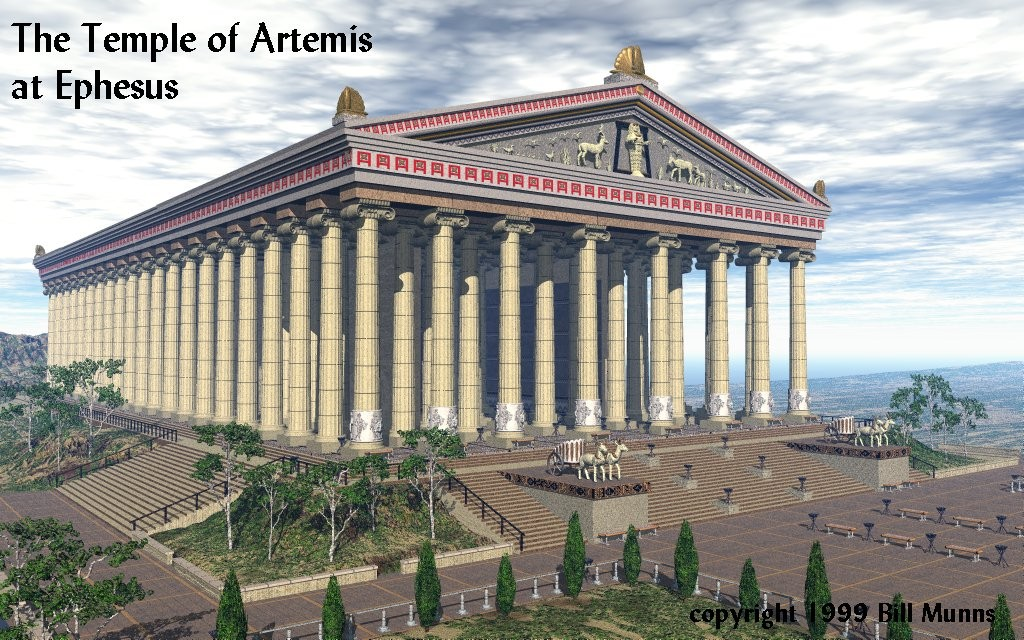 The Temple of Artemis
at Ephesus
copyright 1999 Bill Munns